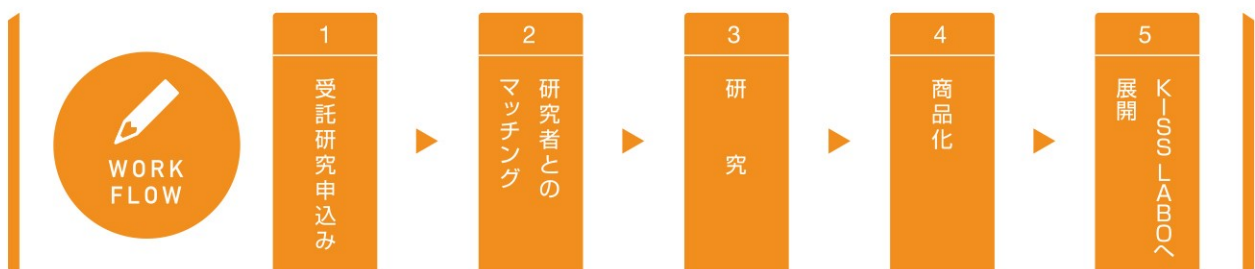 WORK
FLOW
1
受託研究申込み
2
研究者との
マッチング
3
研究
4
商品化
5
KISS LABOへ
展開